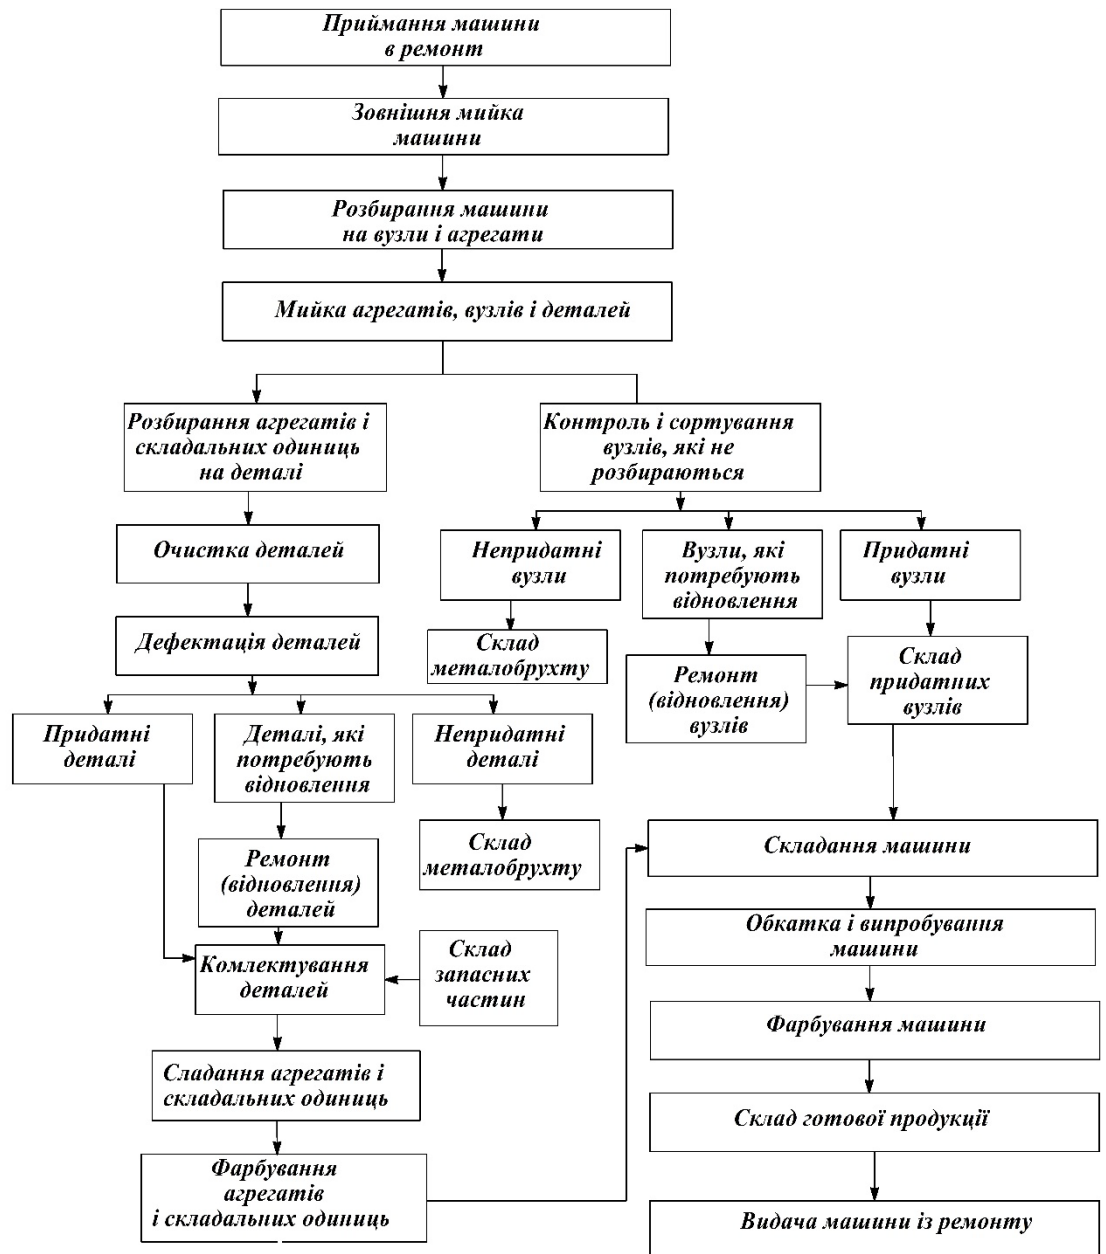 Приймання машини
в ремонт
Зовнішня мийка
машини
Розбирання машини
на вузли і агрегати
Мийка агрегатів, вузлів і деталей
Розбирання агрегатів і
складальних одиниць
на деталі
Контроль і сортування
вузлів, які не
розбираються
Очистка деталей
Непридатні
вузли
Вузли, які
потребують
відновлення
Придатні
вузли
Дефектація деталей
Склад
металобрухту
Ремонт
(відновлення)
вузлів
Склад
придатних
вузлів
Придатні
деталі
Деталі, які
потребують
відновлення
Непридатні
деталі
Ремонт
(відновлення)
деталей
Склад
металобрухту
Складання машини
Обкатка і випробування
машини
Комлектування
деталей
Склад
запасних
частин
Фарбування машини
Сладання агрегатів і
складальних одиниць
Склад готової продукції
Фарбування
агрегатів
і складальних одиниць
Видача машини із ремонту